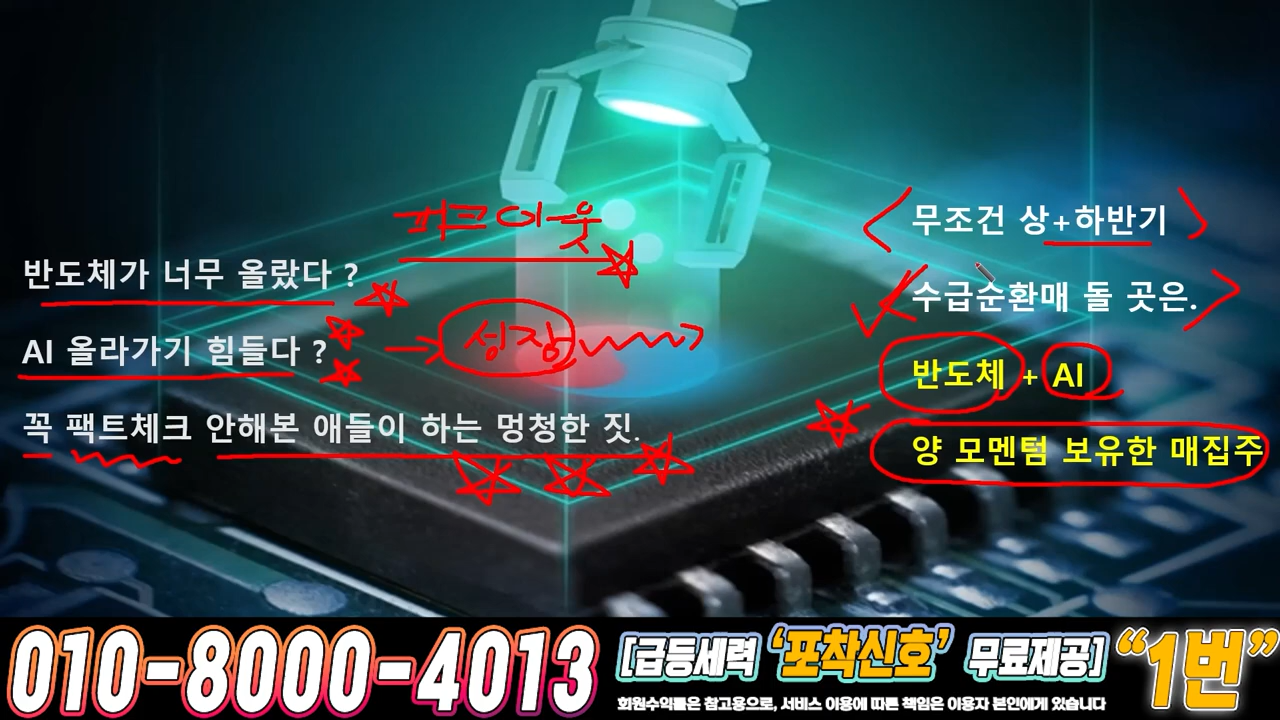 피크아웃
반도체가 너무 올랐다 ?
AI 올라가기 힘들다 ?
성장
꼭 팩트체크 안해본 애들이 하는 멍청한 짓.
무조건 상+하반기
수급순환매 돌 곳은.
반도체 + AI
양 모멘텀 보유한 매집주
010-8000-4013
[급등세력 '포착신호' 무료제공] "1번"
회원수익률은 참고용으로, 서비스 이용에 따른 책임은 이용자 본인에게 있습니다